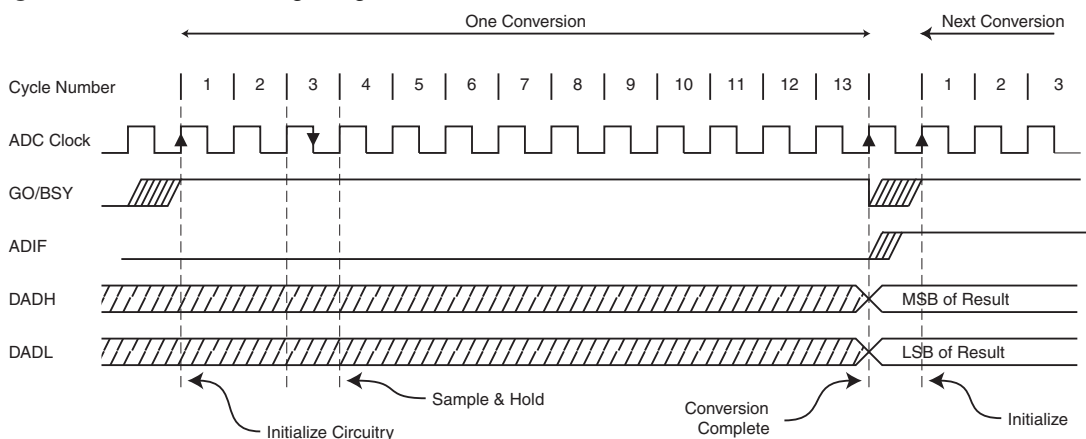 One Conversion
Next Conversion
Cycle Number 1 2 3 4 5 6 7 8 9 10 11 12 13 1 2 3
ADC Clock
GO/BSY
ADIF
DADH
MSB of Result
DADL
LSB of Result
Sample & Hold
Initialize Circuitry
Conversion
Complete
Initialize